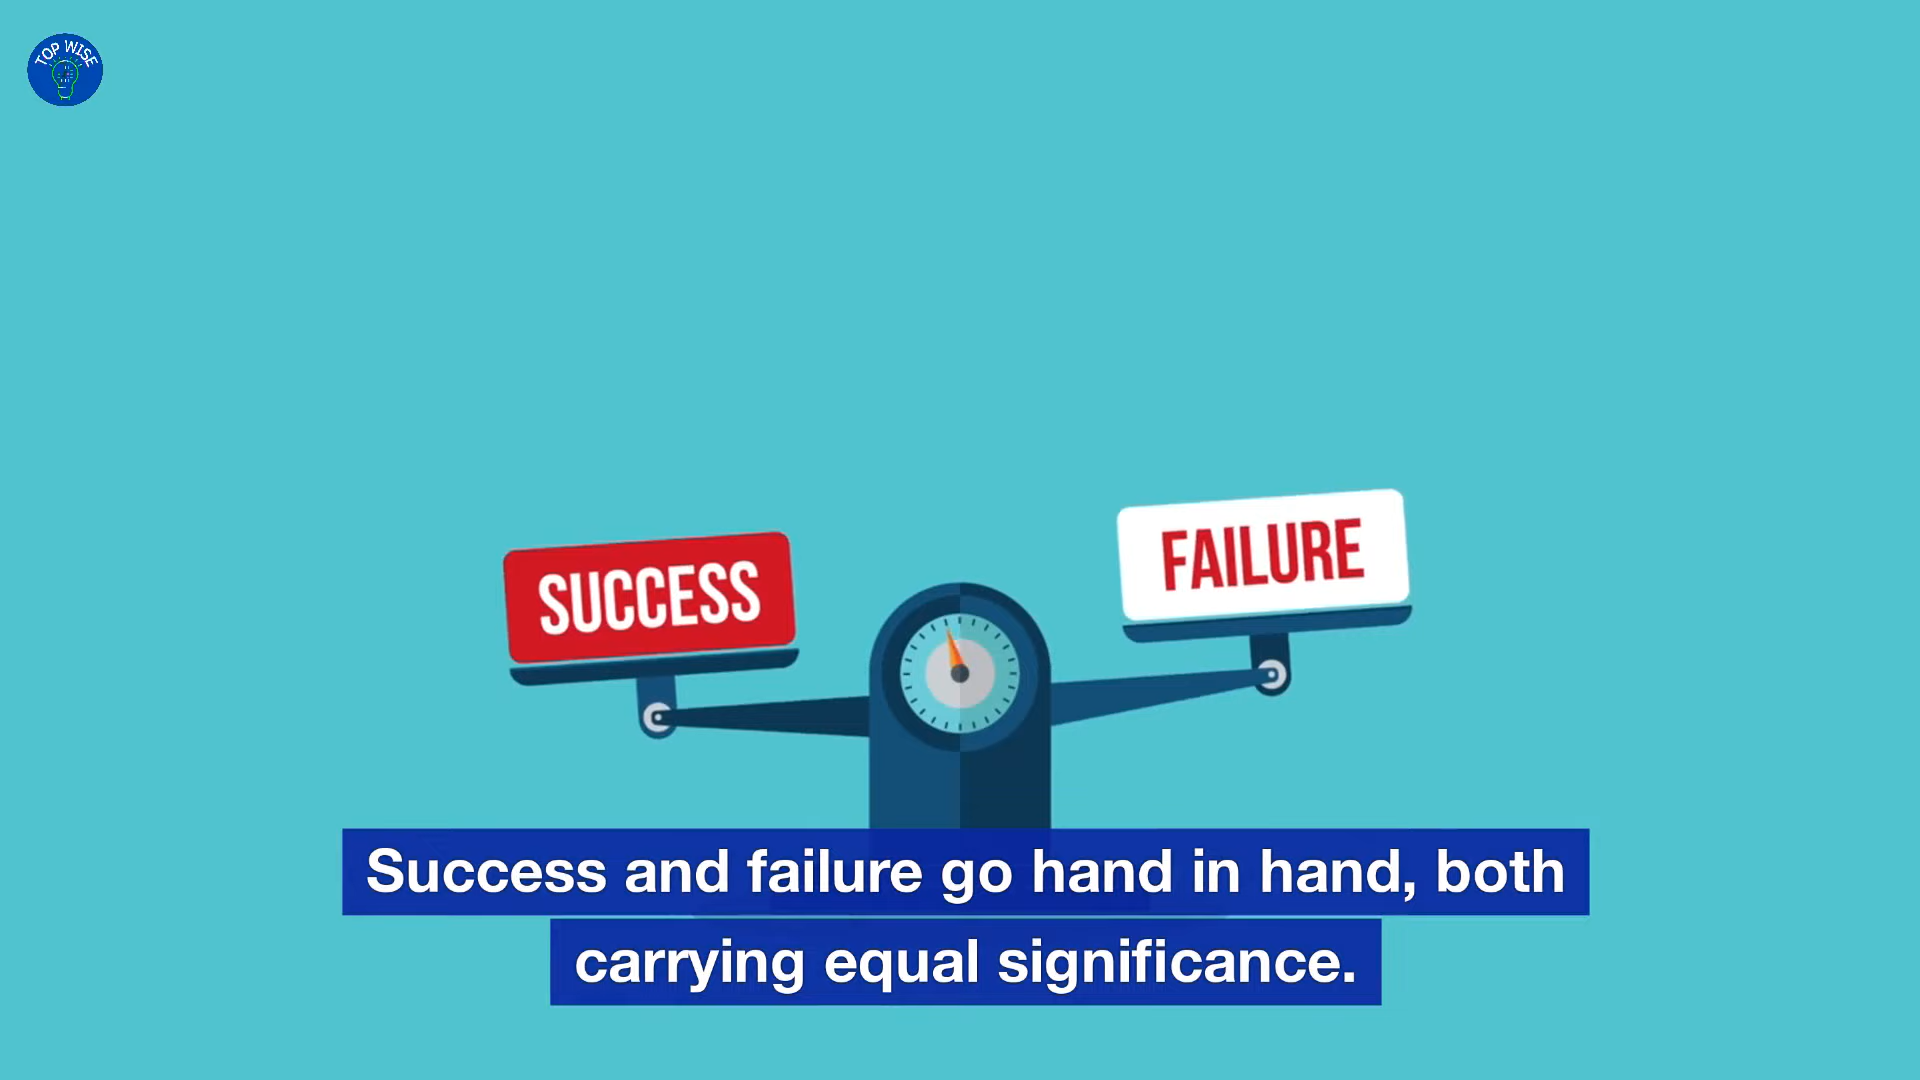 TOP WISE
SUCCESS
FAILURE
Success and failure go hand in hand, both
carrying equal significance.